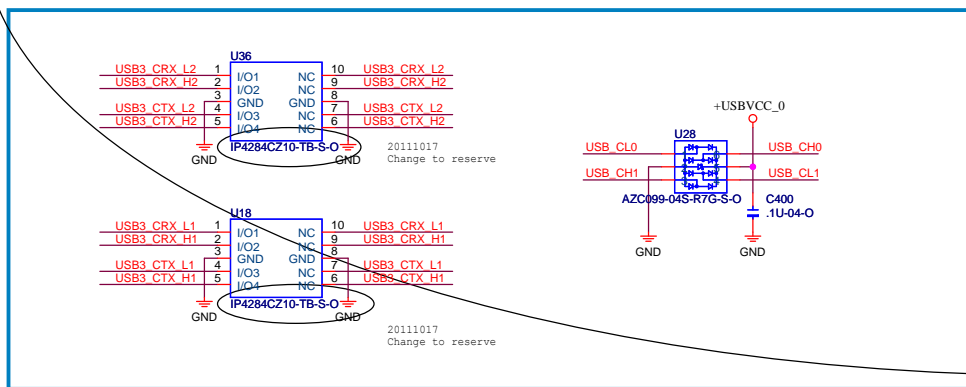 U36
USB3_CRX_L2 1 I/O1 NC 10 USB3_CRX_L2
USB3_CRX_H2 2 I/O2 NC 9 USB3_CRX_H2
3 GND GND 8
USB3_CTX_L2 4 I/O3 NC 7 USB3_CTX_L2
USB3_CTX_H2 5 I/O4 NC 6 USB3_CTX_H2
IP4284CZ10-TB-S-O
GND GND
20111017
Change to reserve
U18
USB3_CRX_L1 1 I/O1 NC 10 USB3_CRX_L1
USB3_CRX_H1 2 I/O2 NC 9 USB3_CRX_H1
3 GND GND 8
USB3_CTX_L1 4 I/O3 NC 7 USB3_CTX_L1
USB3_CTX_H1 5 I/O4 NC 6 USB3_CTX_H1
IP4284CZ10-TB-S-O
GND GND
20111017
Change to reserve
+USBVCC_0
U28
USB_CL0 USB_CH0
USB_CH1 USB_CL1
AZC099-04S-R7G-S-O
C400
.1U-04-O
GND GND